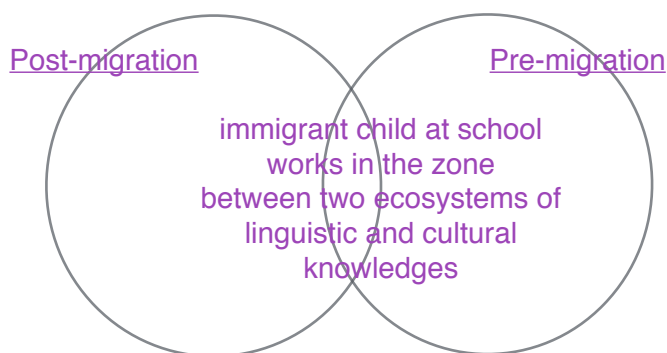 Post-migration
Pre-migration
immigrant child at school
works in the zone
between two ecosystems of
linguistic and cultural
knowledges